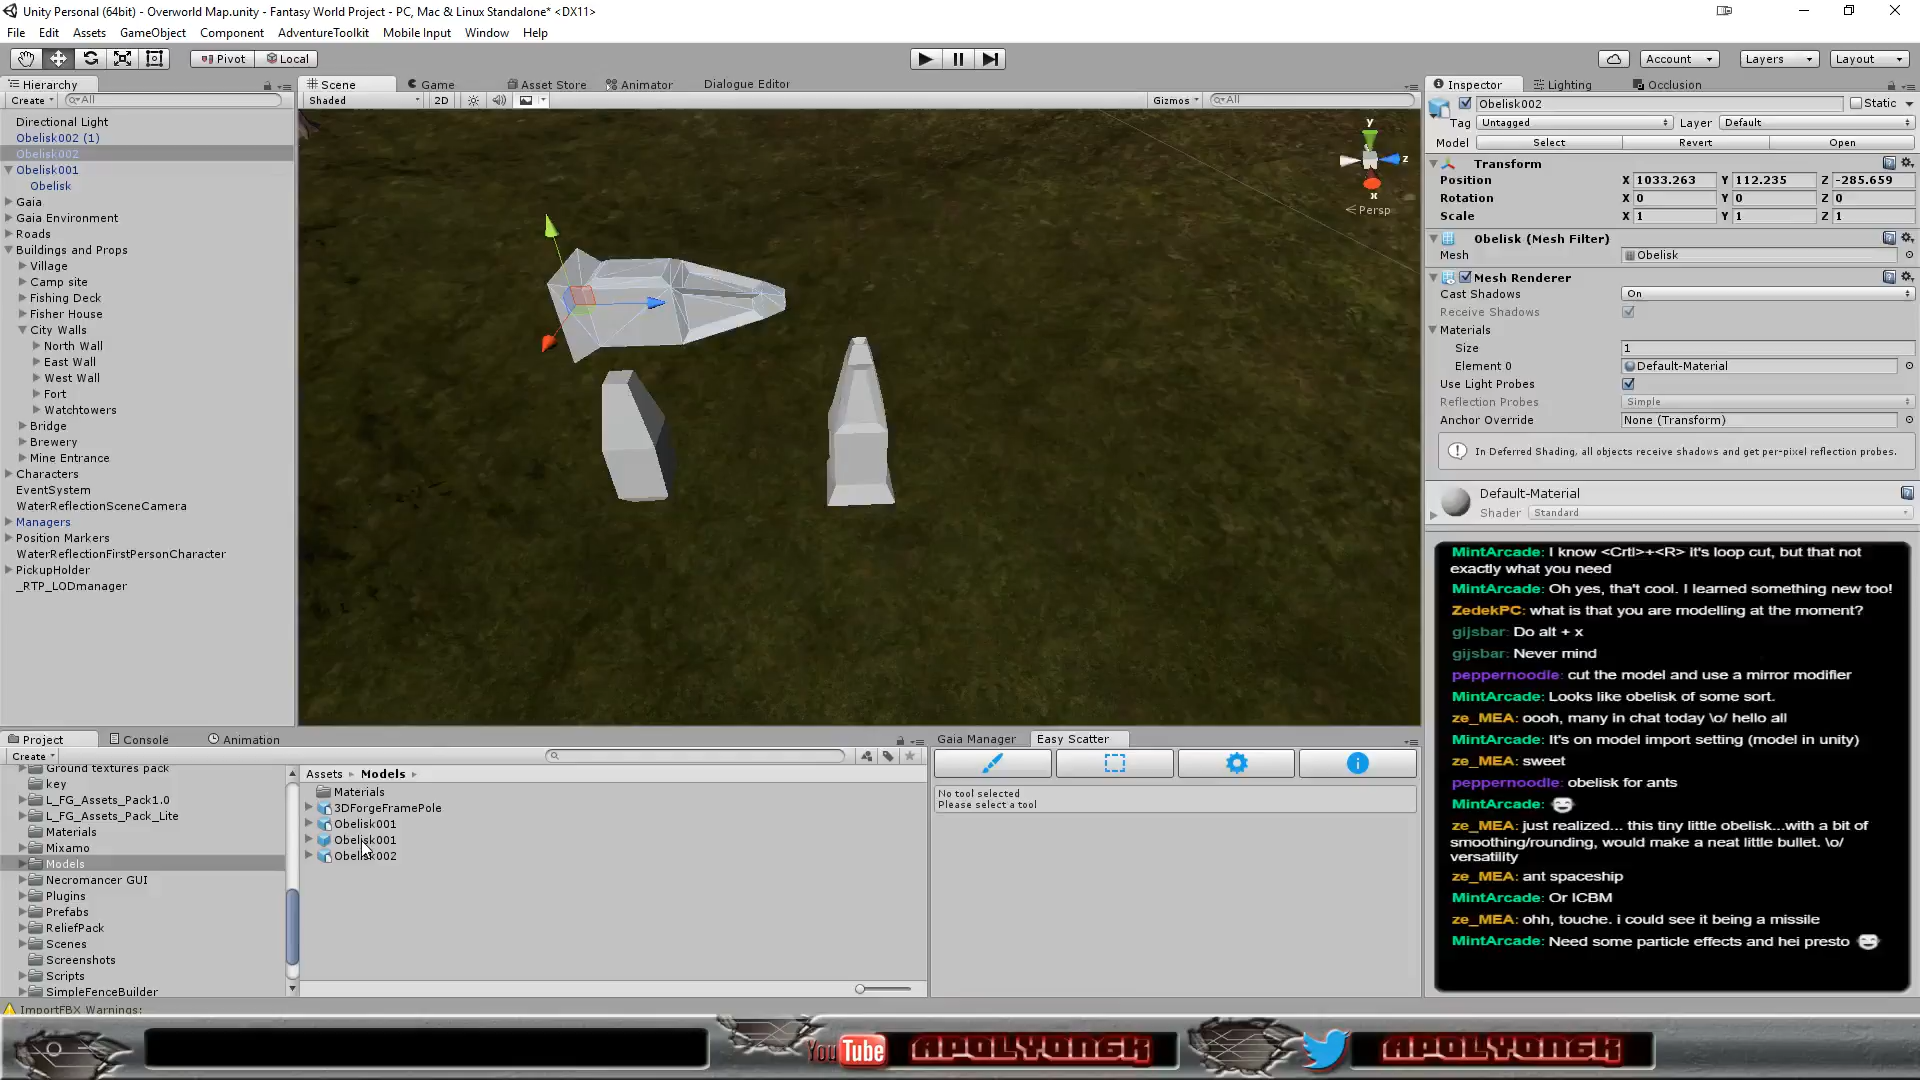 Unity Personal (64bit) - Overworld Map.unity - Fantasy World Project - PC, Mac & Linux Standalone* <DX11>
File Edit Assets GameObject Component AdventureToolkit Mobile Input Window Help
Pivot Local Account Layers Layout
Hierarchy
Create All
Directional Light
Obelisk002 (1)
Obelisk002
Obelisk001
Obelisk
Gaia
Gaia Environment
Roads
Buildings and Props
Village
Camp site
Fishing Deck
Fisher House
City Walls
North Wall
East Wall
West Wall
Fort
Watchtowers
Bridge
Brewery
Mine Entrance
Characters
EventSystem
WaterReflectionSceneCamera
Managers
Position Markers
WaterReflectionFirstPersonCharacter
PickupHolder
_RTP_LODmanager
Scene Game Asset Store Animator Dialogue Editor
Shaded 2D Gizmos All
y
z
x
Persp
Inspector Lighting Occlusion
Obelisk002 Static
Tag Untagged Layer Default
Model Select Revert Open
Transform
Position X 1033.263 Y 112.235 Z -285.659
Rotation X 0 Y 0 Z 0
Scale X 1 Y 1 Z 1
Obelisk (Mesh Filter)
Mesh Obelisk
Mesh Renderer
Cast Shadows On
Receive Shadows
Materials
Size 1
Element 0 Default-Material
Use Light Probes
Reflection Probes Simple
Anchor Override None (Transform)
In Deferred Shading, all objects receive shadows and get per-pixel reflection probes.
Default-Material
Shader Standard
MintArcade: I know <Crtl>+<R> it's loop cut, but that not
exactly what you need
MintArcade: Oh yes, tha't cool. I learned something new too!
ZedekPC: what is that you are modelling at the moment?
gijsbar: Do alt + x
gijsbar: Never mind
peppernoodle: cut the model and use a mirror modifier
MintArcade: Looks like obelisk of some sort.
ze_MEA: oooh, many in chat today \o/ hello all
MintArcade: It's on model import setting (model in unity)
ze_MEA: sweet
peppernoodle: obelisk for ants
MintArcade:
ze_MEA: just realized... this tiny little obelisk...with a bit of
smoothing/rounding, would make a neat little bullet. \o/
versatility
ze_MEA: ant spaceship
MintArcade: Or ICBM
ze_MEA: ohh, touche. i could see it being a missile
MintArcade: Need some particle effects and hei presto
Project Console Animation
Create
Ground textures pack
key
L_FG_Assets_Pack1.0
L_FG_Assets_Pack_Lite
Materials
Mixamo
Models
Necromancer GUI
Plugins
Prefabs
ReliefPack
Scenes
Screenshots
Scripts
SimpleFenceBuilder
Assets Models
Materials
3DForgeFramePole
Obelisk001
Obelisk001
Obelisk002
Gaia Manager Easy Scatter
No tool selected
Please select a tool
ImportFBX Warnings:
YouTube APOLYON6K APOLYON6K